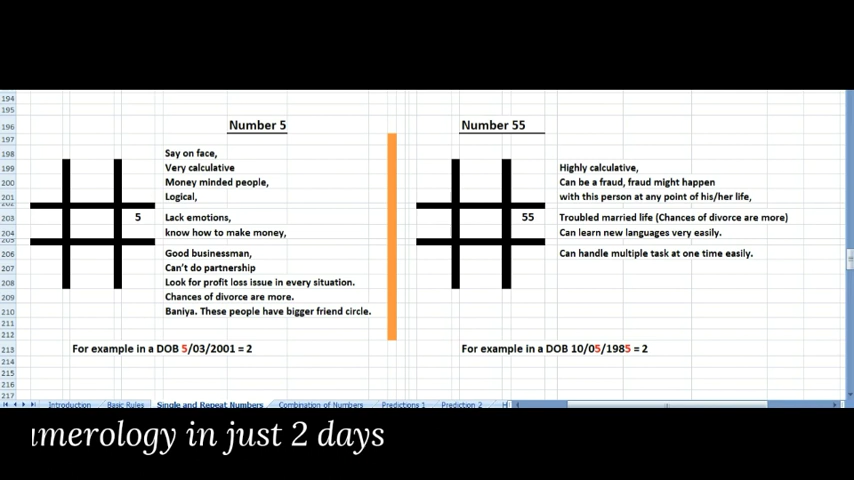 194
195
196
197
198
199
200
201
202
203
204
205
206
207
208
209
210
211
212
213
214
215
216
217
Number 5
Say on face,
Very calculative
Money minded people,
Logical,
5
Lack emotions,
know how to make money,
Good businessman,
Can't do partnership
Look for profit loss issue in every situation.
Chances of divorce are more.
Baniya. These people have bigger friend circle.
For example in a DOB 5/03/2001 = 2
Number 55
Highly calculative,
Can be a fraud, fraud might happen
with this person at any point of his/her life,
55
Troubled married life (Chances of divorce are more)
Can learn new languages very easily.
Can handle multiple task at one time easily.
For example in a DOB 10/05/1985 = 2
Introduction Basic Rules Single and Repeat Numbers Combination of Numbers Predictions 1 Prediction 2
umerology in just 2 days